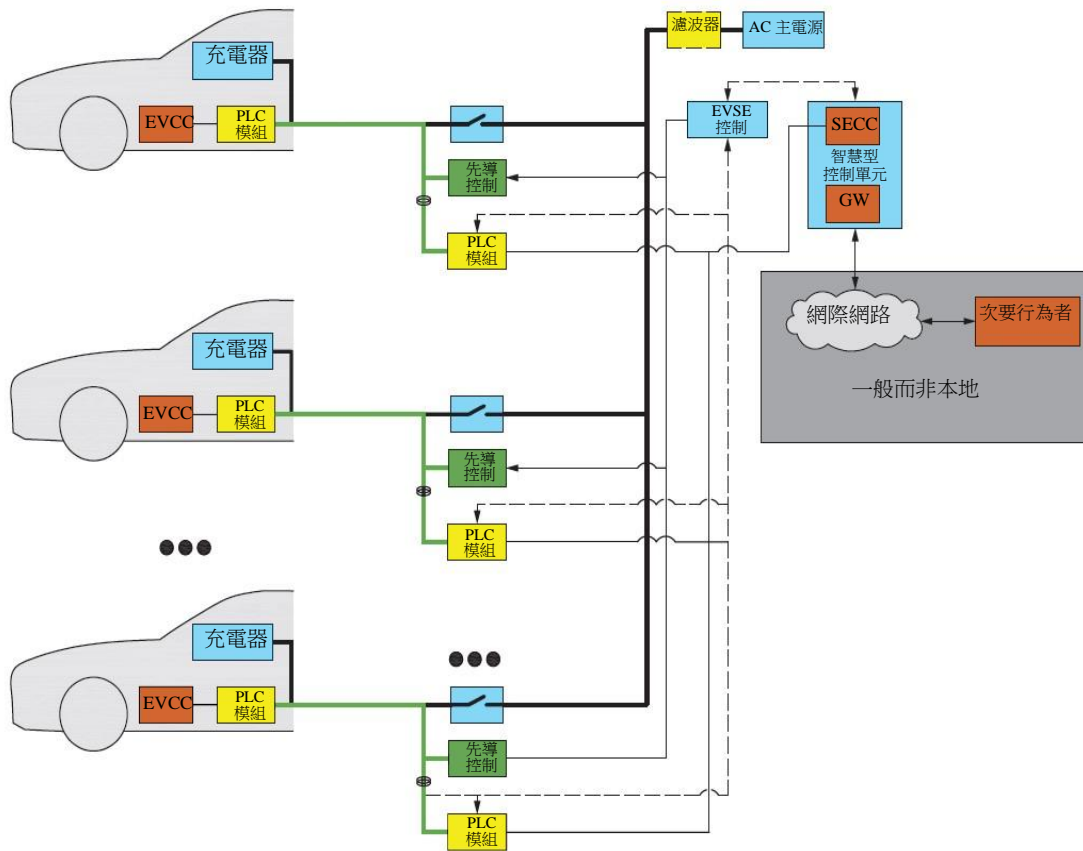 濾波器
AC 主電源
充電器
EVCC
PLC
模組
EVSE
控制
SECC
智慧型
控制單元
GW
先導
控制
PLC
模組
網際網路
次要行為者
一般而非本地
充電器
EVCC
PLC
模組
先導
控制
PLC
模組
充電器
EVCC
PLC
模組
先導
控制
PLC
模組